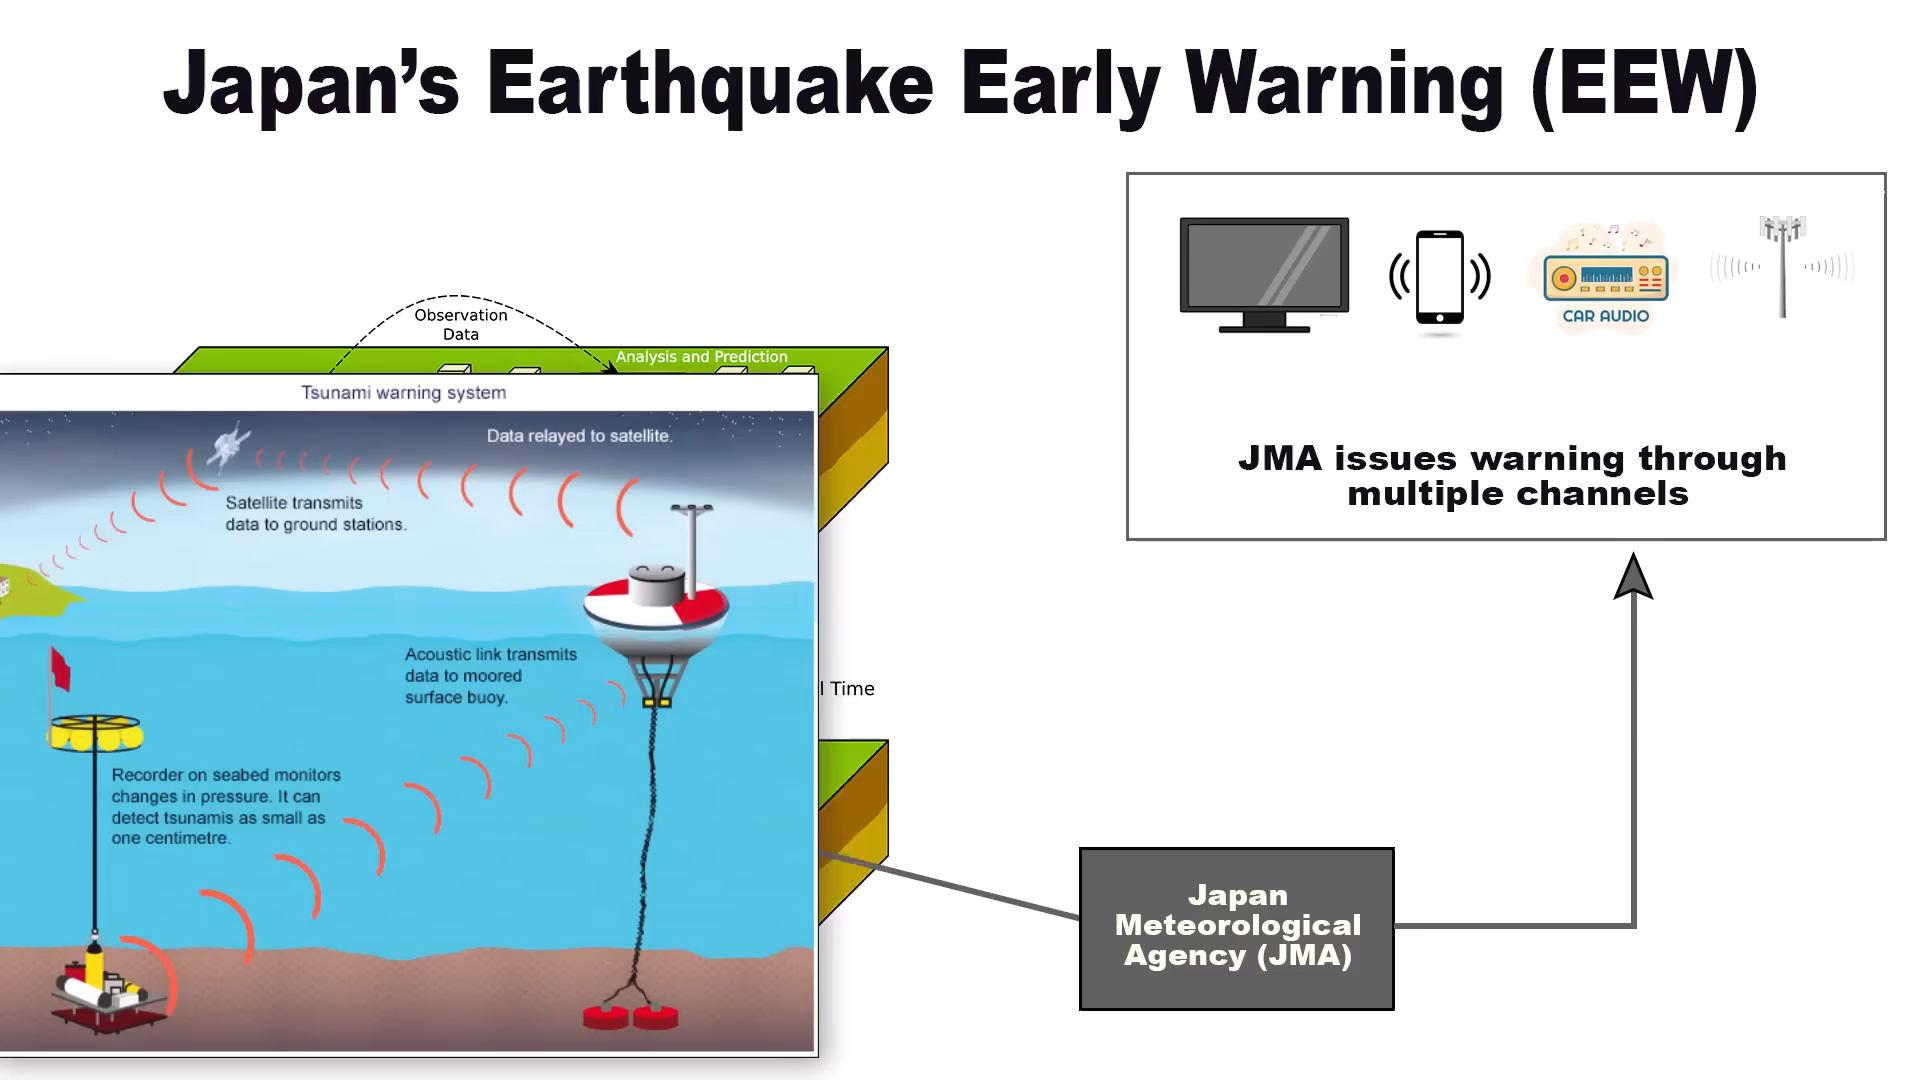 Japan’s Earthquake Early Warning (EEW)
Observation
Data
Analysis and Prediction
Tsunami warning system
Data relayed to satellite.
Satellite transmits
data to ground stations.
Acoustic link transmits
data to moored
surface buoy.
Recorder on seabed monitors
changes in pressure. It can
detect tsunamis as small as
one centimetre.
Time
CAR AUDIO
JMA issues warning through
multiple channels
Japan
Meteorological
Agency (JMA)